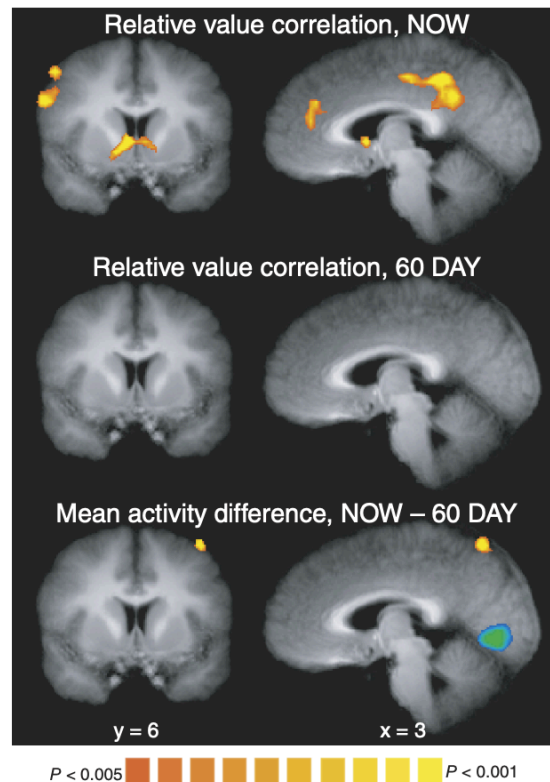 Relative value correlation, NOW
Relative value correlation, 60 DAY
Mean activity difference, NOW – 60 DAY
y = 6
x = 3
P < 0.005
P < 0.001